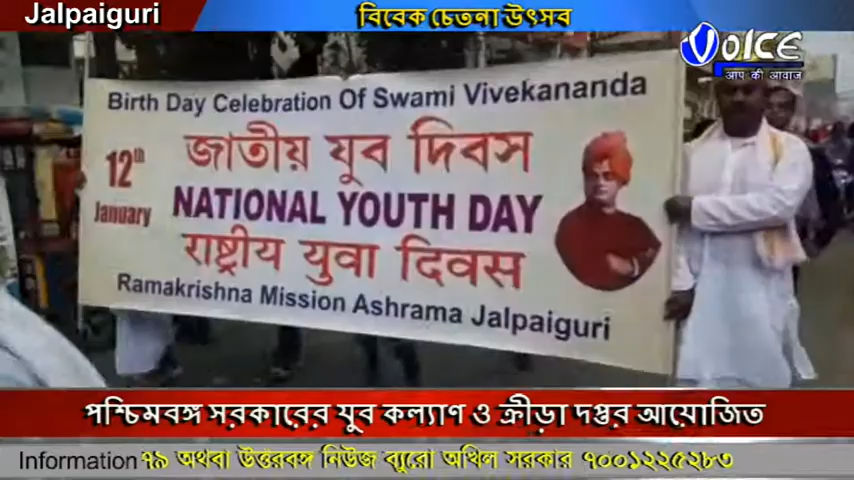 Jalpaiguri
বিবেক চেতনা উৎসব
VOICE
आप की आवाज
Birth Day Celebration Of Swami Vivekananda
12th January
জাতীয় যুব দিবস
NATIONAL YOUTH DAY
राष्ट्रीय युवा दिवस
Ramakrishna Mission Ashrama Jalpaiguri
পশ্চিমবঙ্গ সরকারের যুব কল্যাণ ও ক্রীড়া দপ্তর আয়োজিত
Information ৭৯ অথবা উত্তরবঙ্গ নিউজ ব্যুরো অখিল সরকার ৭০০১২২৫২৮৩